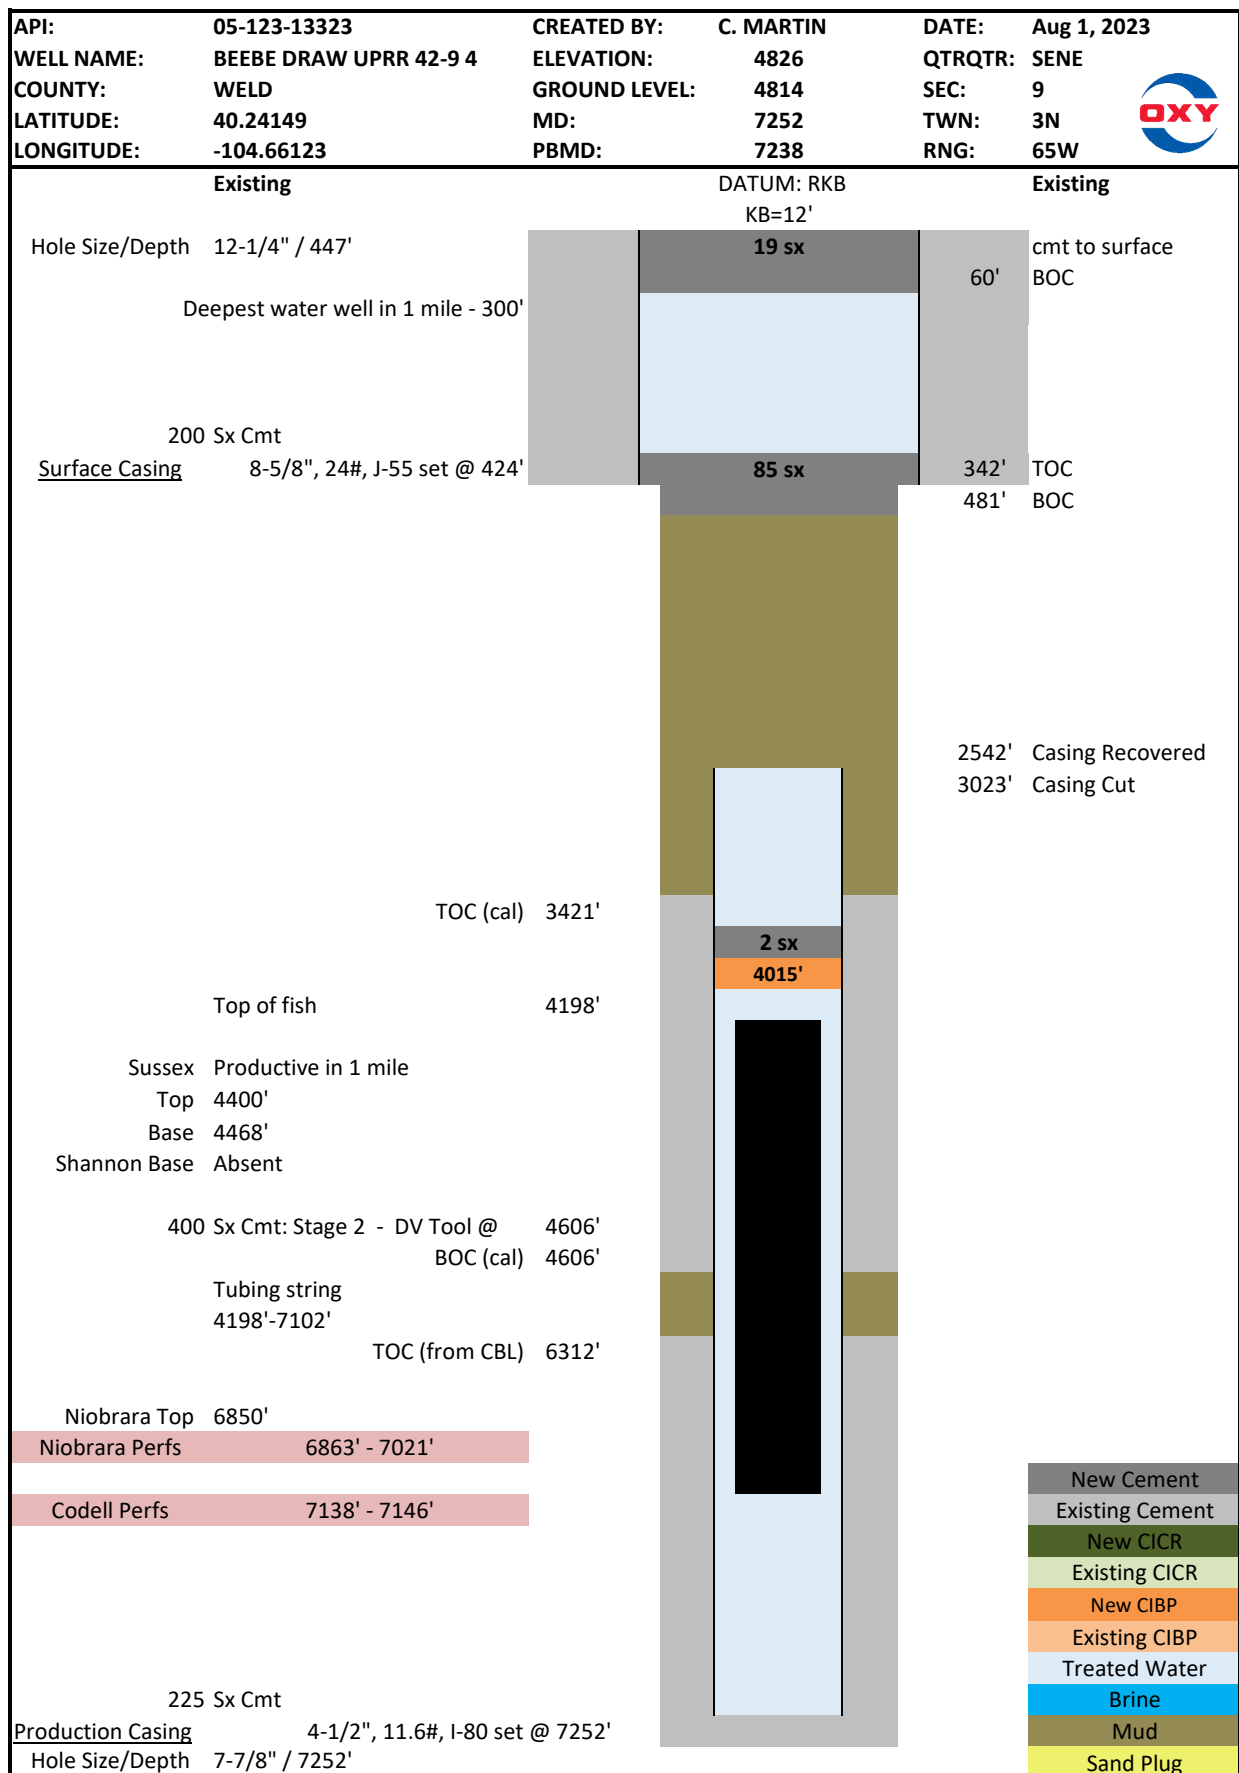 API: 05-123-13323 CREATED BY: C. MARTIN DATE: Aug 1, 2023
WELL NAME: BEEBE DRAW UPRR 42-9 4 ELEVATION: 4826 QTRQTR: SENE
COUNTY: WELD GROUND LEVEL: 4814 SEC: 9
OXY
LATITUDE: 40.24149 MD: 7252 TWN: 3N
LONGITUDE: -104.66123 PBMD: 7238 RNG: 65W
Existing DATUM: RKB Existing
KB=12'
Hole Size/Depth 12-1/4" / 447' 19 sx cmt to surface
60' BOC
Deepest water well in 1 mile - 300'
200 Sx Cmt
Surface Casing 8-5/8", 24#, J-55 set @ 424' 85 sx 342' TOC
481' BOC
2542' Casing Recovered
3023' Casing Cut
TOC (cal) 3421'
2 sx
4015'
Top of fish 4198'
Sussex Productive in 1 mile
Top 4400'
Base 4468'
Shannon Base Absent
400 Sx Cmt: Stage 2 - DV Tool @ 4606'
BOC (cal) 4606'
Tubing string
4198'-7102'
TOC (from CBL) 6312'
Niobrara Top 6850'
Niobrara Perfs 6863' - 7021'
New Cement
Codell Perfs 7138' - 7146' Existing Cement
New CICR
Existing CICR
New CIBP
Existing CIBP
Treated Water
225 Sx Cmt Brine
Production Casing 4-1/2", 11.6#, I-80 set @ 7252' Mud
Hole Size/Depth 7-7/8" / 7252' Sand Plug